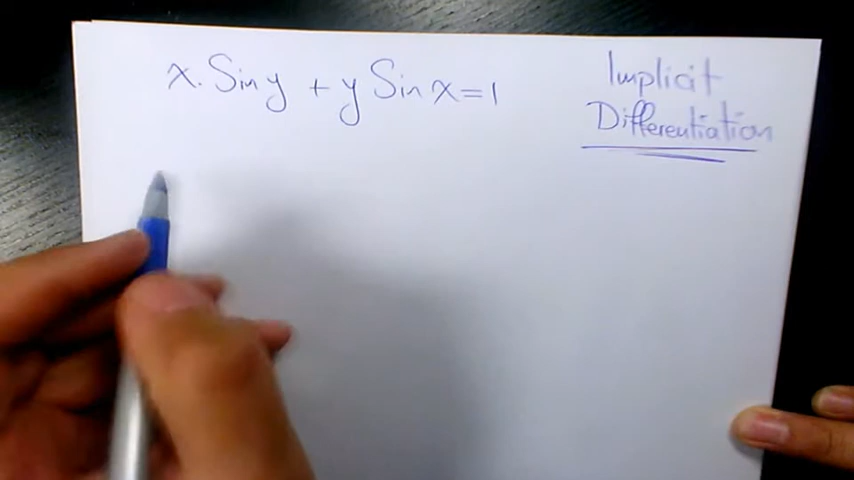 x. Sin y + y Sin x = 1
Implicit
Differentiation